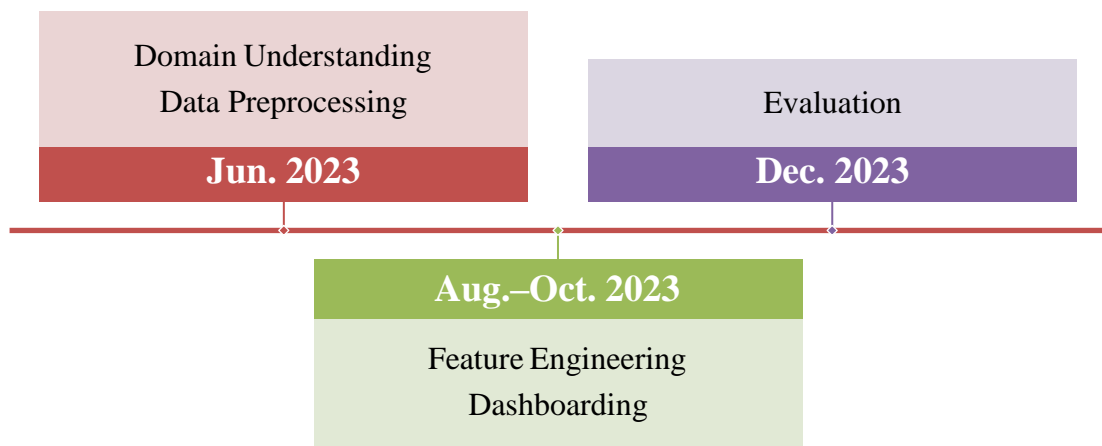 Domain Understanding
Data Preprocessing
Jun. 2023
Evaluation
Dec. 2023
Aug.–Oct. 2023
Feature Engineering
Dashboarding